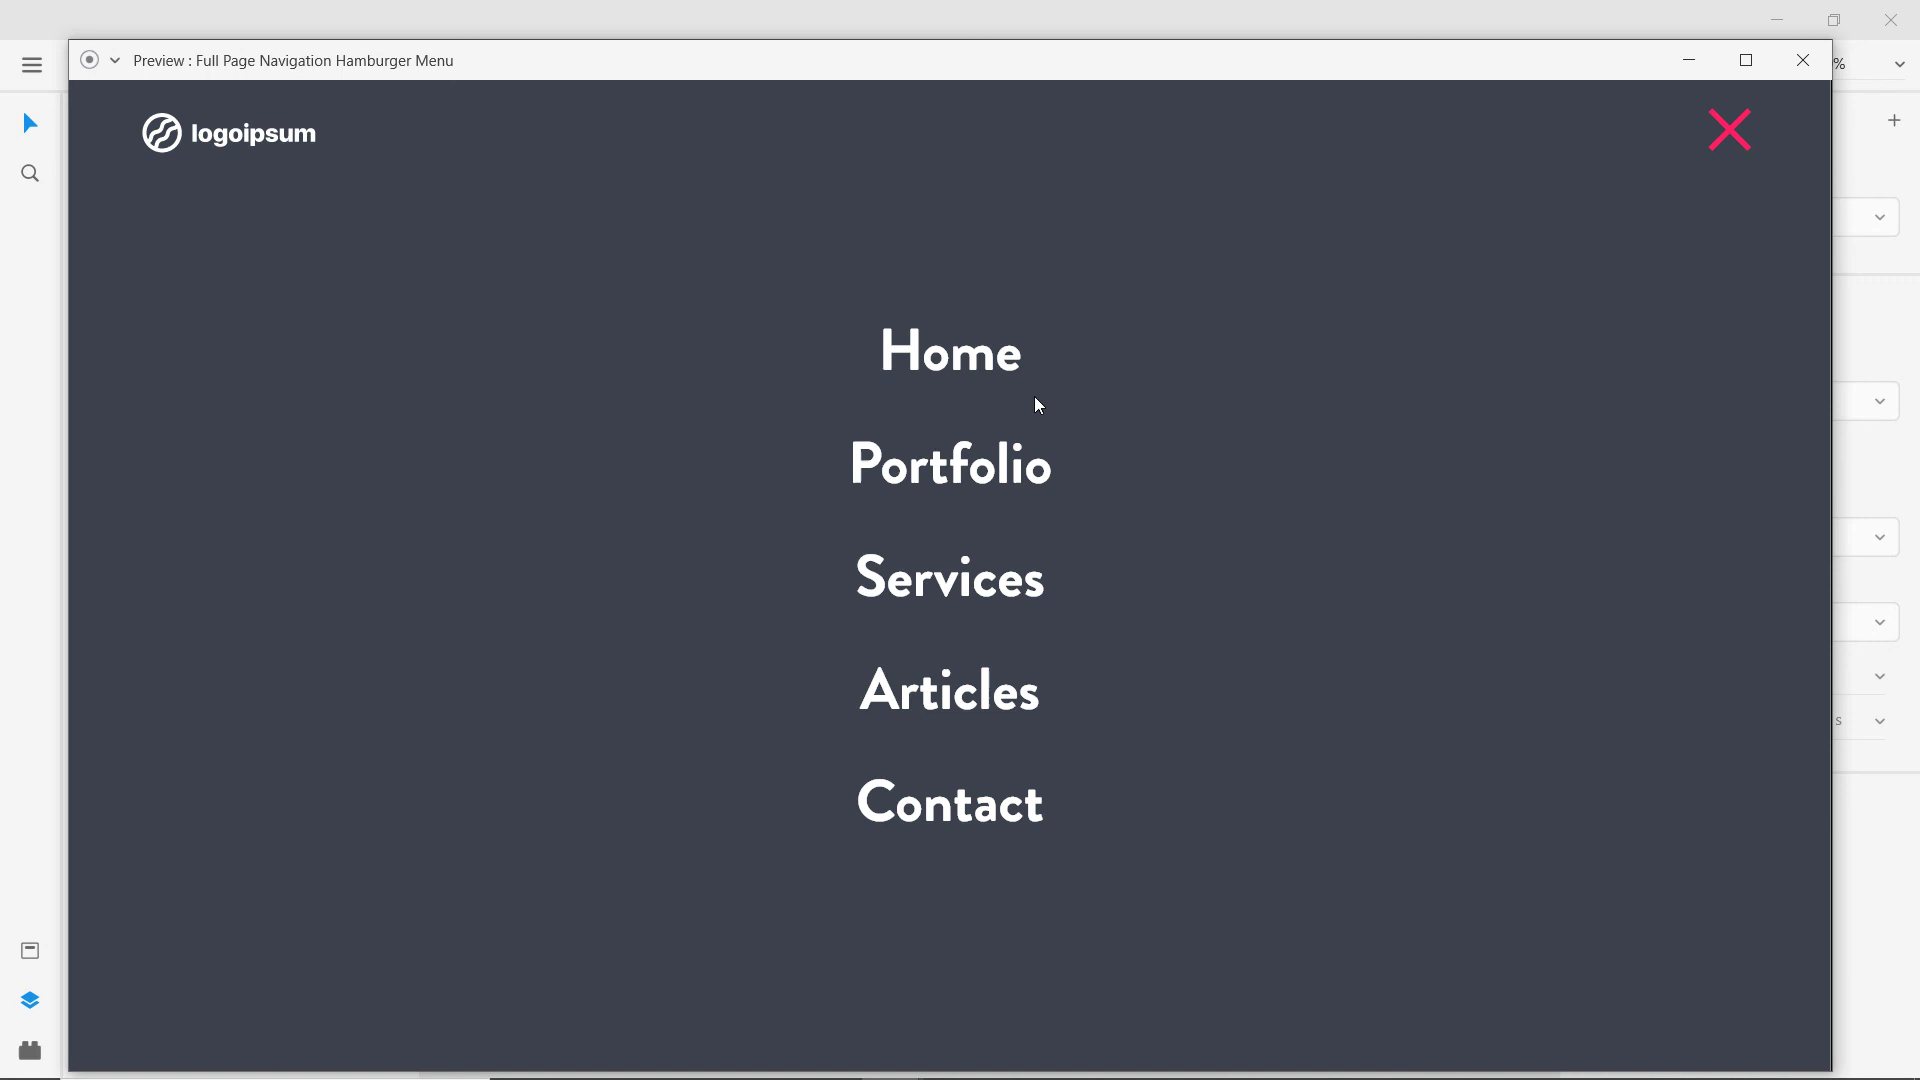 Preview : Full Page Navigation Hamburger Menu
%
logoipsum
Home
Portfolio
Services
Articles
s
Contact